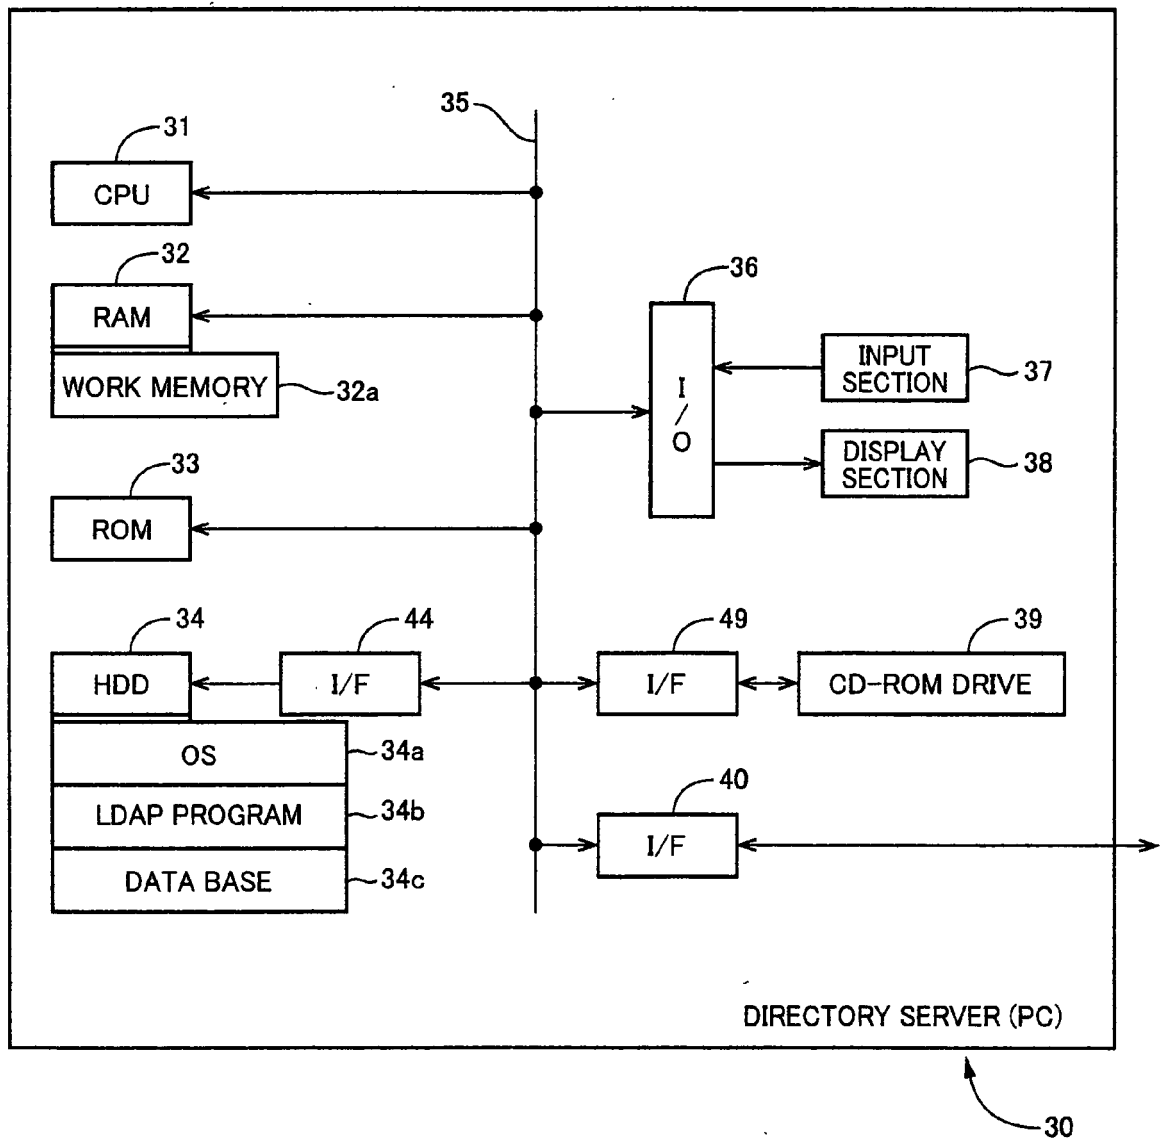 35
31
CPU
32
RAM
WORK MEMORY
32a
36
I/O
INPUT
SECTION
37
DISPLAY
SECTION
38
33
ROM
34
HDD
44
I/F
49
I/F
39
CD-ROM DRIVE
OS
34a
LDAP PROGRAM
34b
DATA BASE
34c
40
I/F
DIRECTORY SERVER (PC)
30